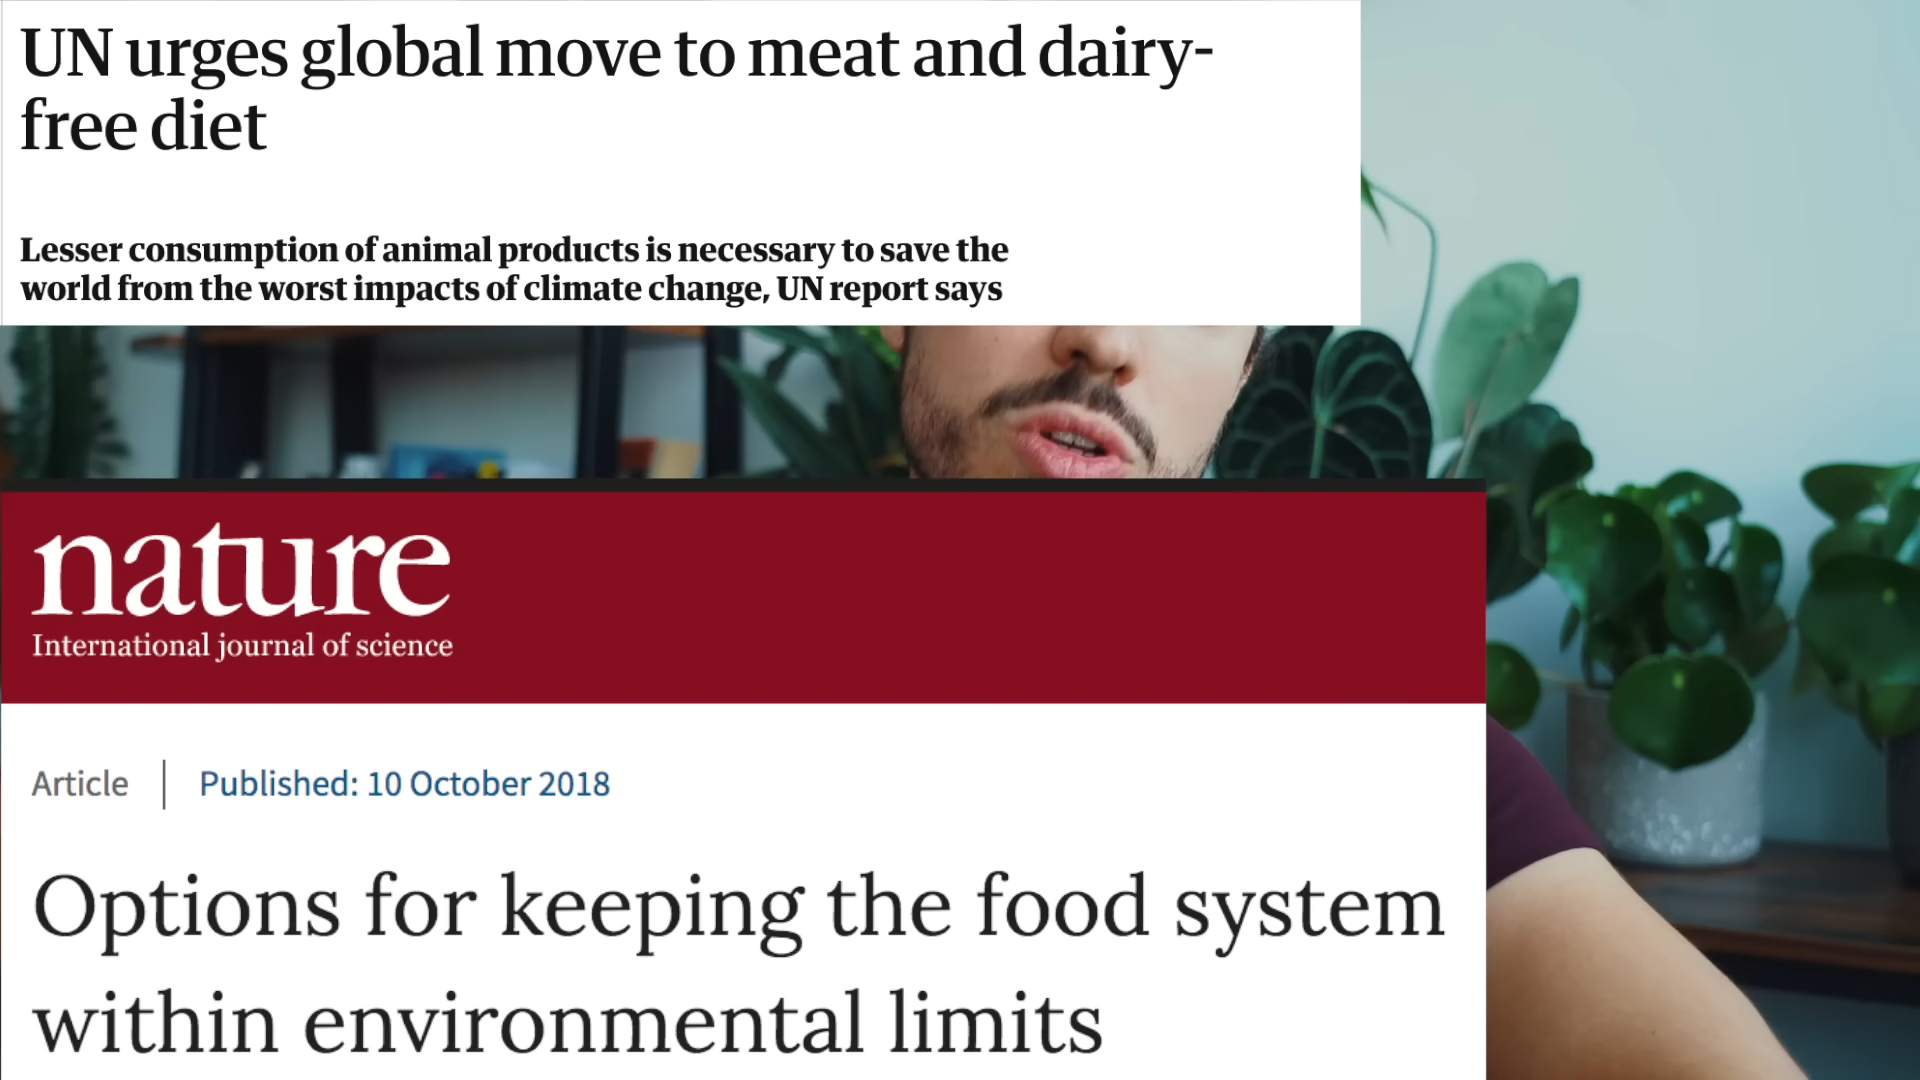 UN urges global move to meat and dairy-
free diet
Lesser consumption of animal products is necessary to save the
world from the worst impacts of climate change, UN report says
nature
International journal of science
Article | Published: 10 October 2018
Options for keeping the food system
within environmental limits